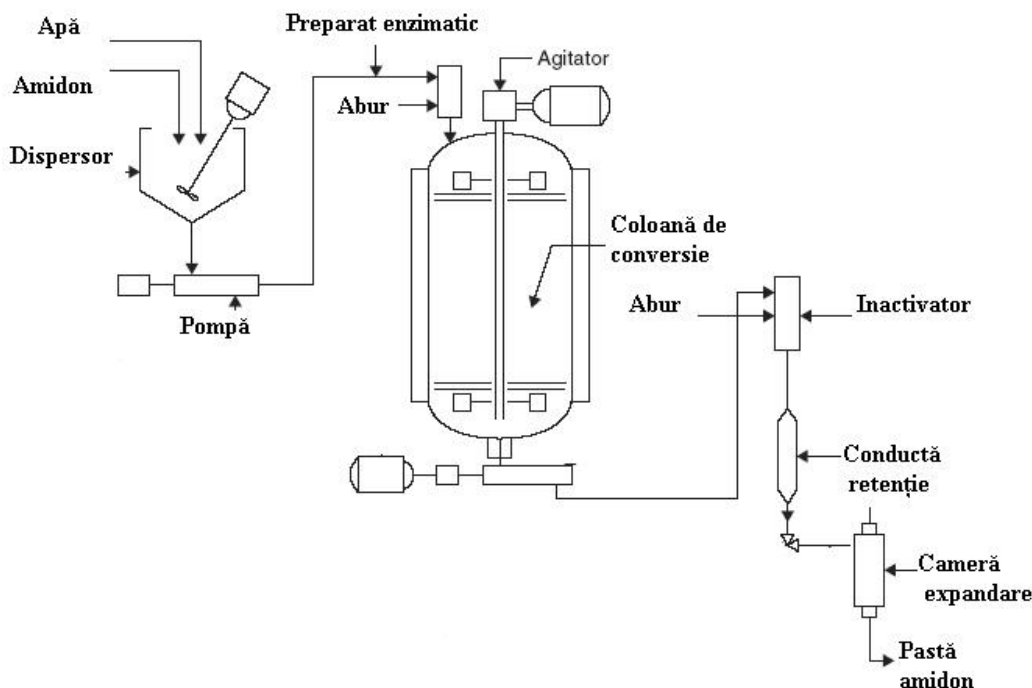 Apă
Amidon
Dispersor
Pompă
Preparat enzimatic
Abur
Agitator
Coloană de
conversie
Abur
Inactivator
Conductă
retenție
Cameră
expandare
Pastă
amidon